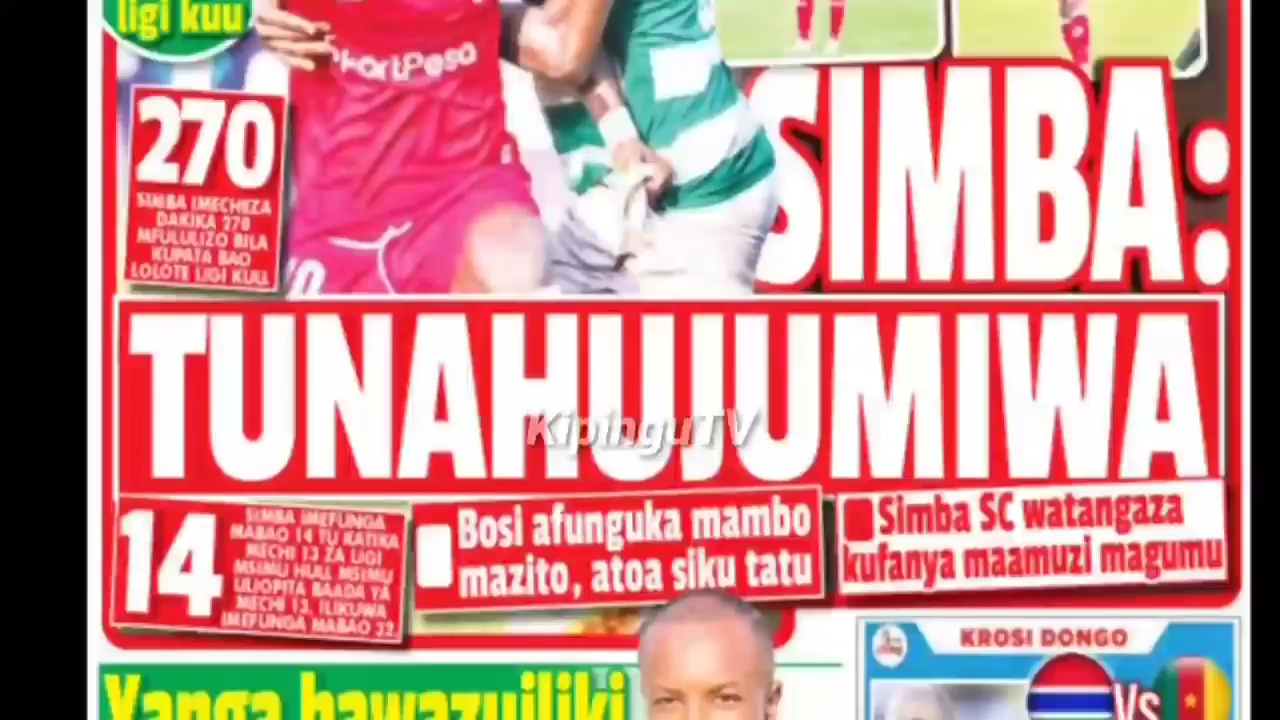 ligi kuu
SportPesa
270
SIMBA IMECHEZA
DAKIKA 270
MFULULIZO BILA
KUPATA BAO
LOLOTE LIGI KUU.
SIMBA:
TUNAHUJUMIWA
KipinguTV
14
SIMBA IMEFUNGA
MABAO 14 TU KATIKA
MECHI 13 ZA LIGI
MSIMU HUU, MSIMU
ULIOPITA BAADA YA
MECHI 13, ILIKUWA
IMEFUNGA MABAO 32.
Bosi afunguka mambo
mazito, atoa siku tatu
Simba SC watangaza
kufanya maamuzi magumu
Yanga hawazuiliki
KROSI DONGO
Vs